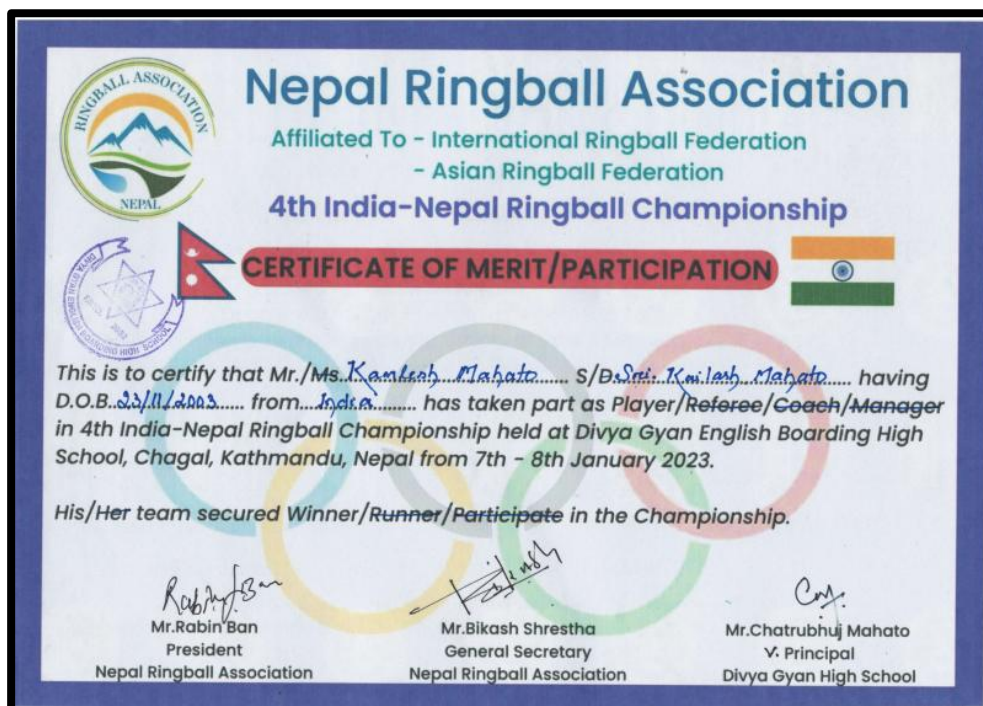 RINGBALL ASSOCIATION
NEPAL
Nepal Ringball Association
Affiliated To - International Ringball Federation
- Asian Ringball Federation
4th India-Nepal Ringball Championship
CERTIFICATE OF MERIT/PARTICIPATION
This is to certify that Mr./Ms. Kamlesh Mahato S/D. Sri. Kailash Mahato having
D.O.B. 23/11/2003 from India has taken part as Player/Referee/Coach/Manager
in 4th India-Nepal Ringball Championship held at Divya Gyan English Boarding High
School, Chagal, Kathmandu, Nepal from 7th - 8th January 2023.
His/Her team secured Winner/Runner/Participate in the Championship.
Mr.Rabin Ban
President
Nepal Ringball Association
Mr.Bikash Shrestha
General Secretary
Nepal Ringball Association
Mr.Chatrubhuj Mahato
V. Principal
Divya Gyan High School